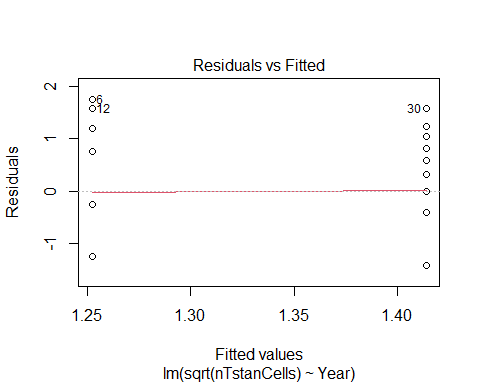 Residuals vs Fitted
2
1
0
-1
Residuals
6
12
30
1.25
1.30
1.35
1.40
Fitted values
lm(sqrt(nTstanCells) ~ Year)